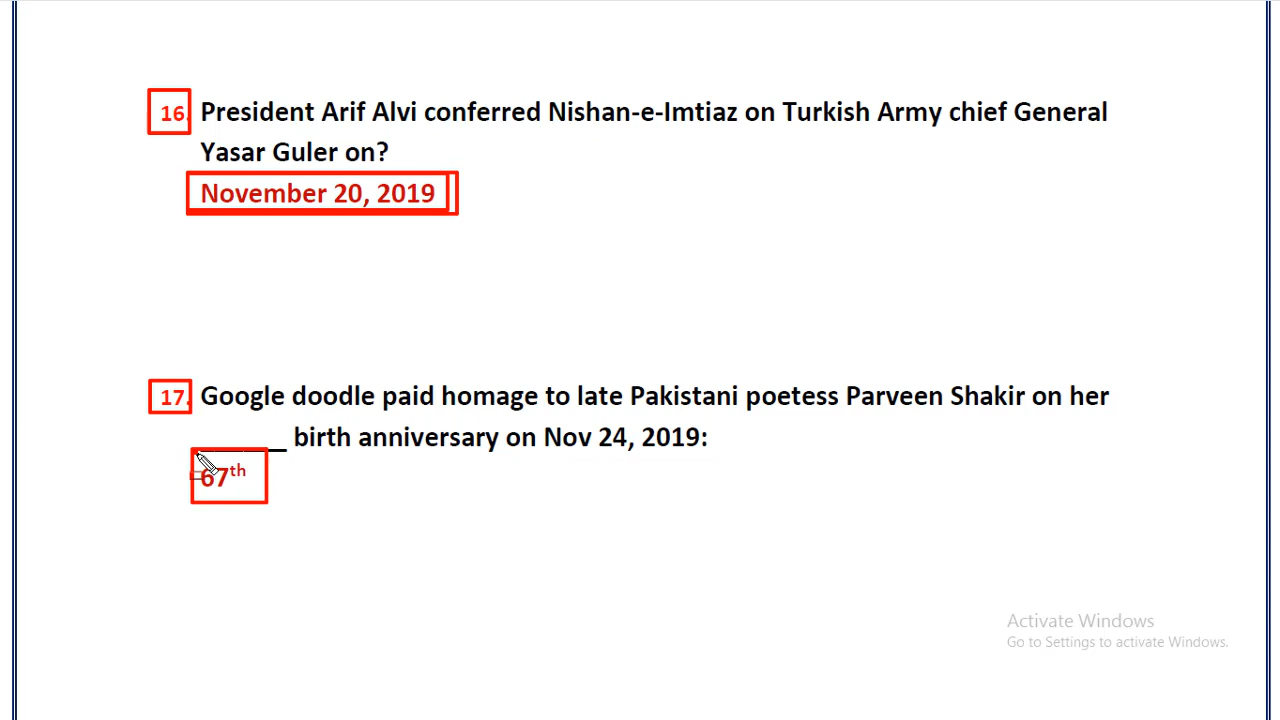 16. President Arif Alvi conferred Nishan-e-Imtiaz on Turkish Army chief General
Yasar Guler on?
November 20, 2019
17. Google doodle paid homage to late Pakistani poetess Parveen Shakir on her
______ birth anniversary on Nov 24, 2019:
67th
Activate Windows
Go to Settings to activate Windows.